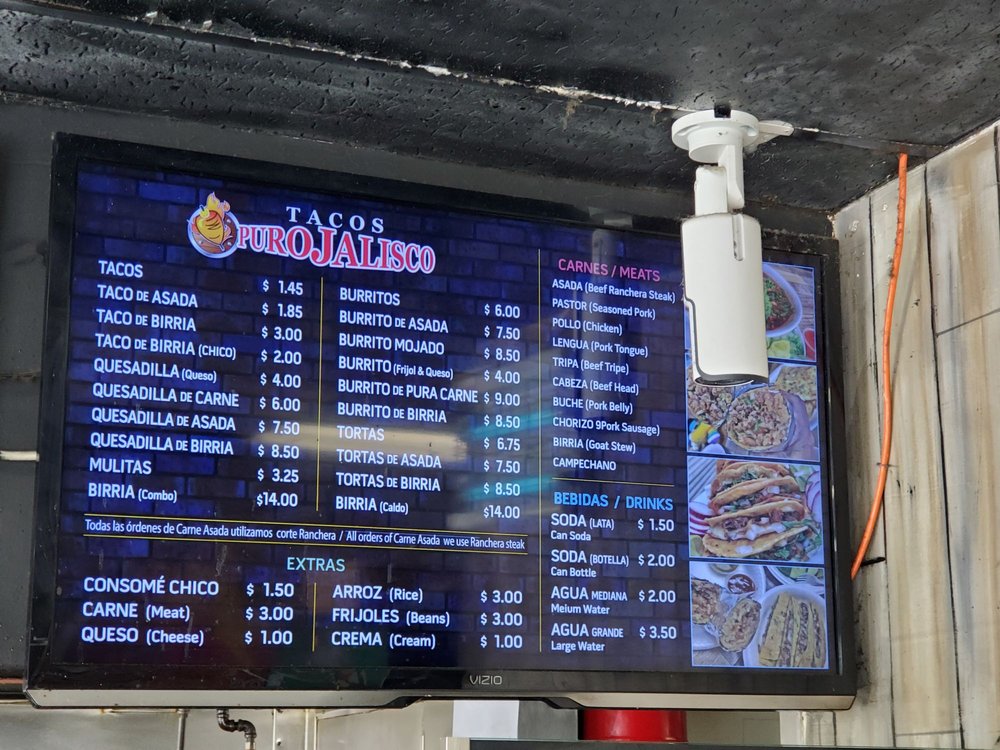 TACOS
PUROJALISCO
TACOS $ 1.45
TACO DE ASADA $ 1.85
TACO DE BIRRIA $ 3.00
TACO DE BIRRIA (CHICO) $ 2.00
QUESADILLA (Queso) $ 4.00
QUESADILLA DE CARNE $ 6.00
QUESADILLA DE ASADA $ 7.50
QUESADILLA DE BIRRIA $ 8.50
MULITAS $ 3.25
BIRRIA (Combo) $14.00
BURRITOS $ 6.00
BURRITO DE ASADA $ 7.50
BURRITO MOJADO $ 8.50
BURRITO (Frijol & Queso) $ 4.00
BURRITO DE PURA CARNE $ 9.00
BURRITO DE BIRRIA $ 8.50
TORTAS $ 6.75
TORTAS DE ASADA $ 7.50
TORTAS DE BIRRIA $ 8.50
BIRRIA (Caldo) $14.00
Todas las órdenes de Carne Asada utilizamos corte Ranchera / All orders of Carne Asada we use Ranchera steak
EXTRAS
CONSOMÉ CHICO $ 1.50
CARNE (Meat) $ 3.00
QUESO (Cheese) $ 1.00
ARROZ (Rice) $ 3.00
FRIJOLES (Beans) $ 3.00
CREMA (Cream) $ 1.00
CARNES / MEATS
ASADA (Beef Ranchera Steak)
PASTOR (Seasoned Pork)
POLLO (Chicken)
LENGUA (Pork Tongue)
TRIPA (Beef Tripe)
CABEZA (Beef Head)
BUCHE (Pork Belly)
CHORIZO 9Pork Sausage)
BIRRIA (Goat Stew)
CAMPECHANO
BEBIDAS / DRINKS
SODA (LATA) $ 1.50
Can Soda
SODA (BOTELLA) $ 2.00
Can Bottle
AGUA MEDIANA $ 2.00
Meium Water
AGUA GRANDE $ 3.50
Large Water
VIZIO